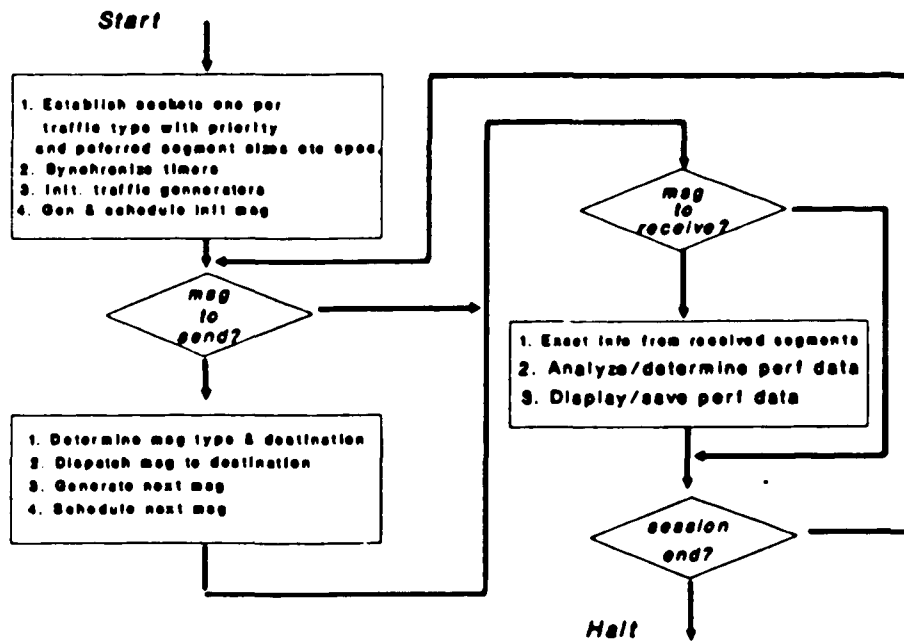 Start
1. Establish sockets one per
traffic type with priority
and peferred segment sizes etc spec.
2. Synchronize timers
3. Init. traffic gennerators
4. Gen & schedule init msg
msg
to
send?
1. Determine msg type & destination
2. Dispatch msg to destination
3. Generate next msg
4. Schedule next msg
msg
to
receive?
1. Exact info from received segments
2. Analyze/determine perf data
3. Display/save perf data
session
end?
Halt